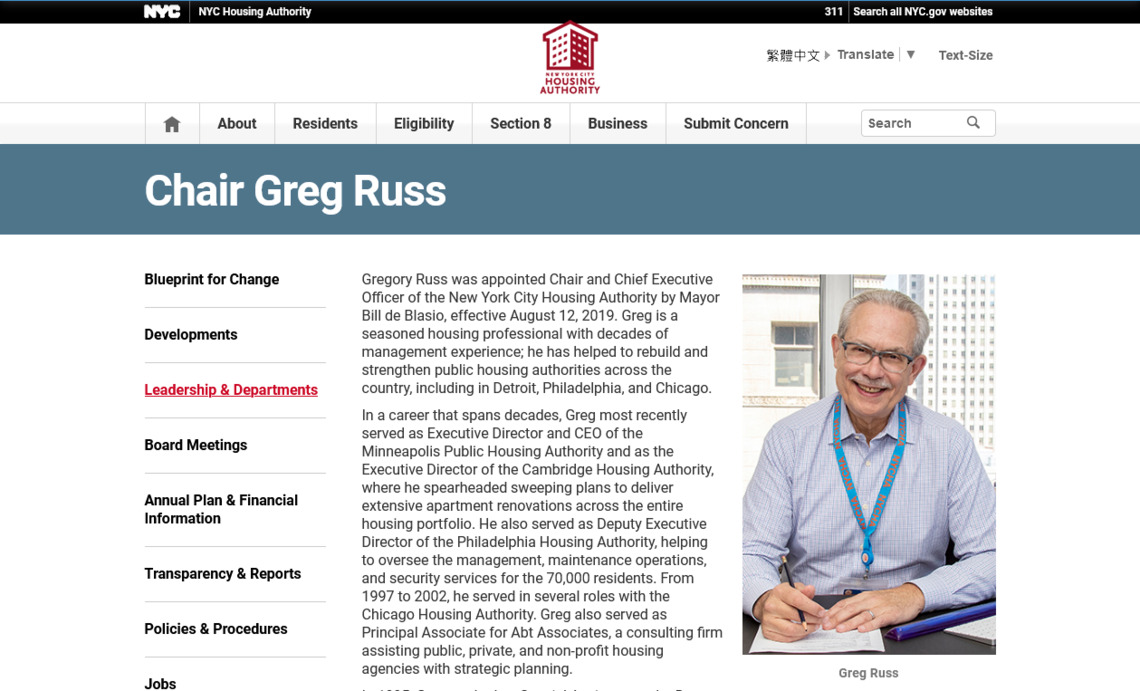 NYC
NYC Housing Authority
311
Search all NYC.gov websites
NEW YORK CITY
HOUSING
AUTHORITY
繁體中文
Translate
Text-Size
About
Residents
Eligibility
Section 8
Business
Submit Concern
Search
Chair Greg Russ
Blueprint for Change
Developments
Leadership & Departments
Board Meetings
Annual Plan & Financial
Information
Transparency & Reports
Policies & Procedures
Jobs
Gregory Russ was appointed Chair and Chief Executive
Officer of the New York City Housing Authority by Mayor
Bill de Blasio, effective August 12, 2019. Greg is a
seasoned housing professional with decades of
management experience; he has helped to rebuild and
strengthen public housing authorities across the
country, including in Detroit, Philadelphia, and Chicago.
In a career that spans decades, Greg most recently
served as Executive Director and CEO of the
Minneapolis Public Housing Authority and as the
Executive Director of the Cambridge Housing Authority,
where he spearheaded sweeping plans to deliver
extensive apartment renovations across the entire
housing portfolio. He also served as Deputy Executive
Director of the Philadelphia Housing Authority, helping
to oversee the management, maintenance operations,
and security services for the 70,000 residents. From
1997 to 2002, he served in several roles with the
Chicago Housing Authority. Greg also served as
Principal Associate for Abt Associates, a consulting firm
assisting public, private, and non-profit housing
agencies with strategic planning.
Greg Russ